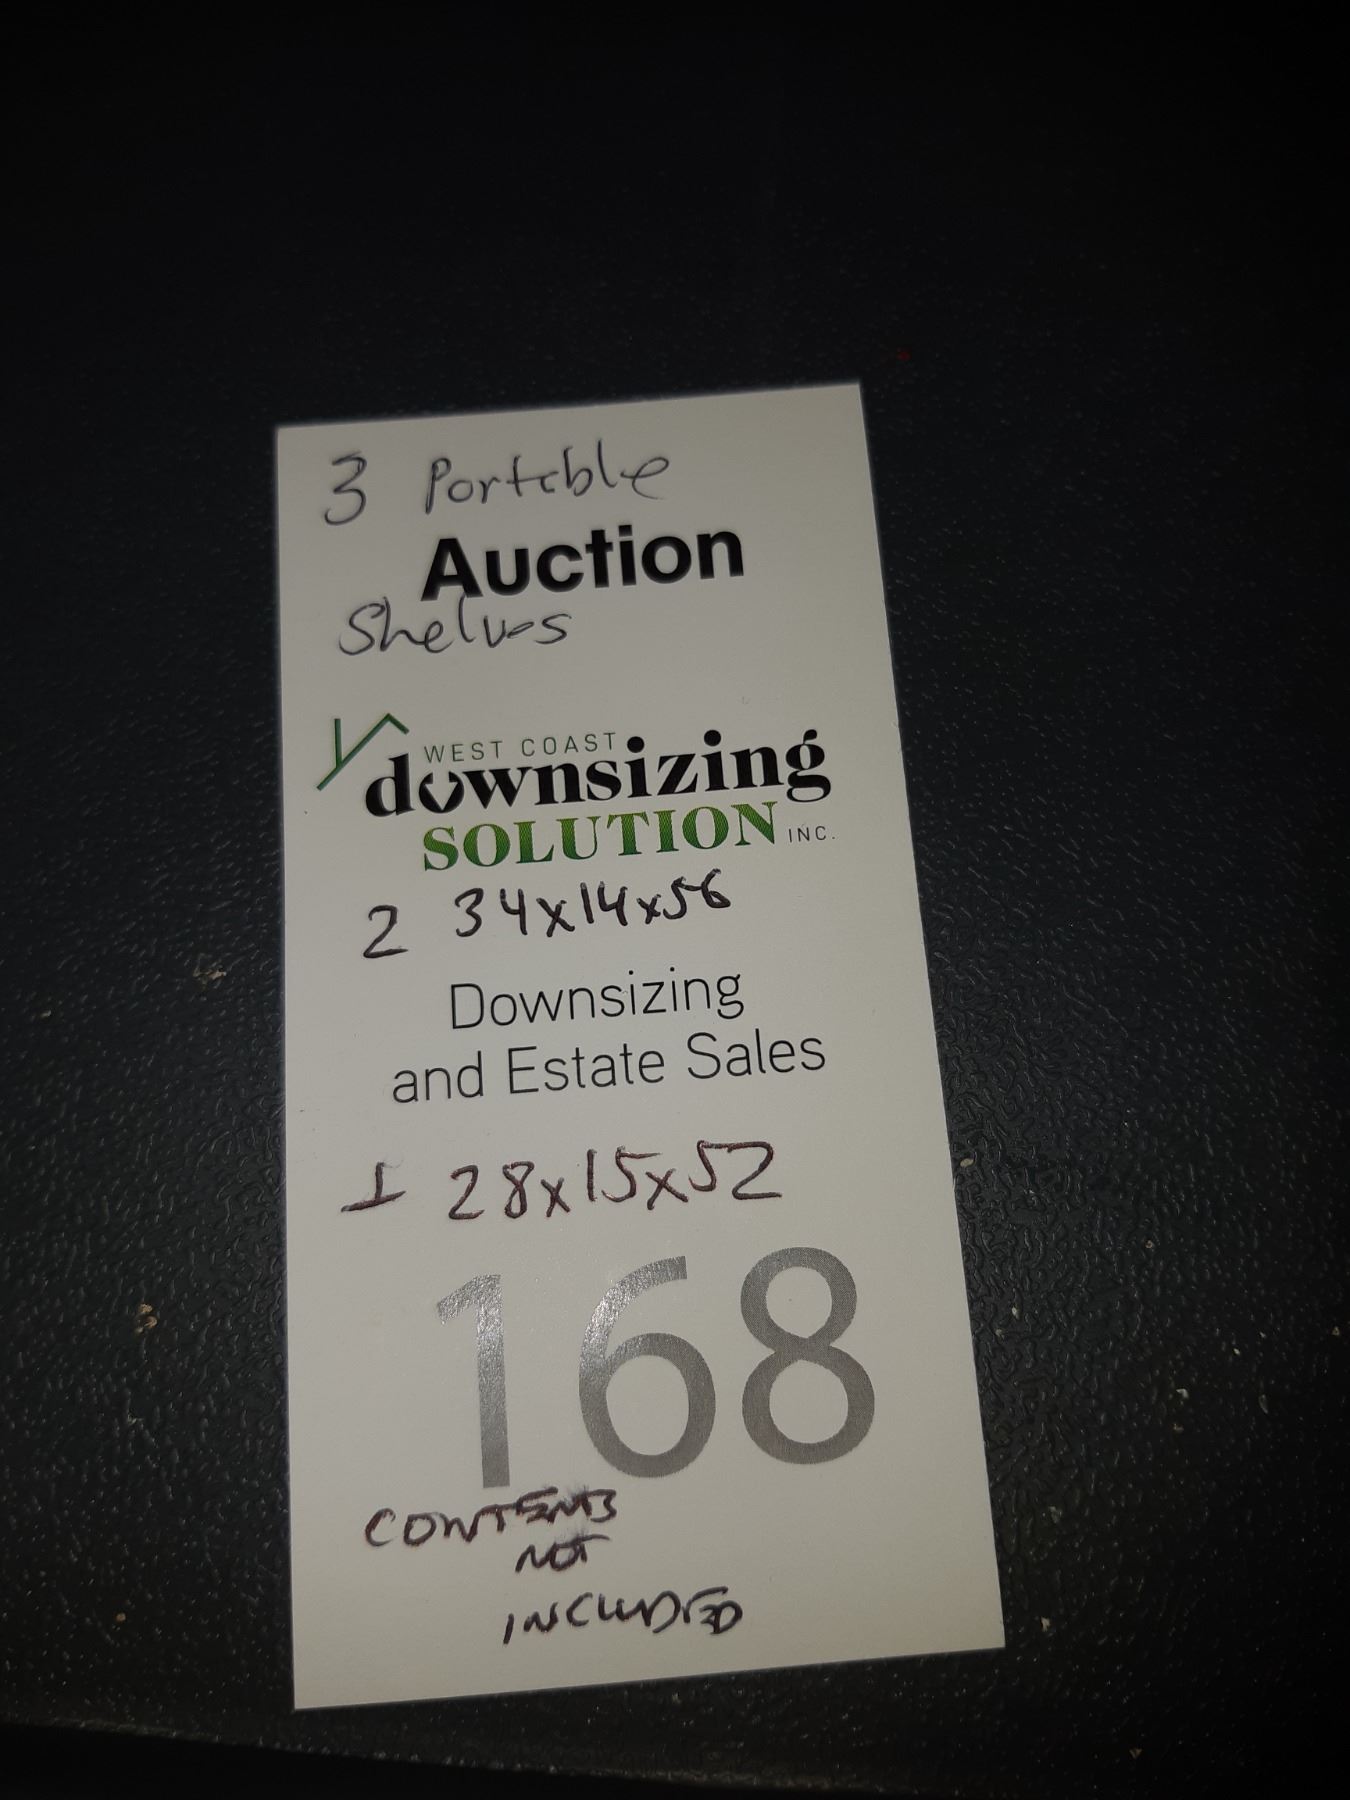 3 Portable
Auction
Shelves
WEST COAST
downsizing
SOLUTION INC.
2 34x14x56
Downsizing
and Estate Sales
1 28x15x52
168
CONTENTS
NOT
INCLUDED